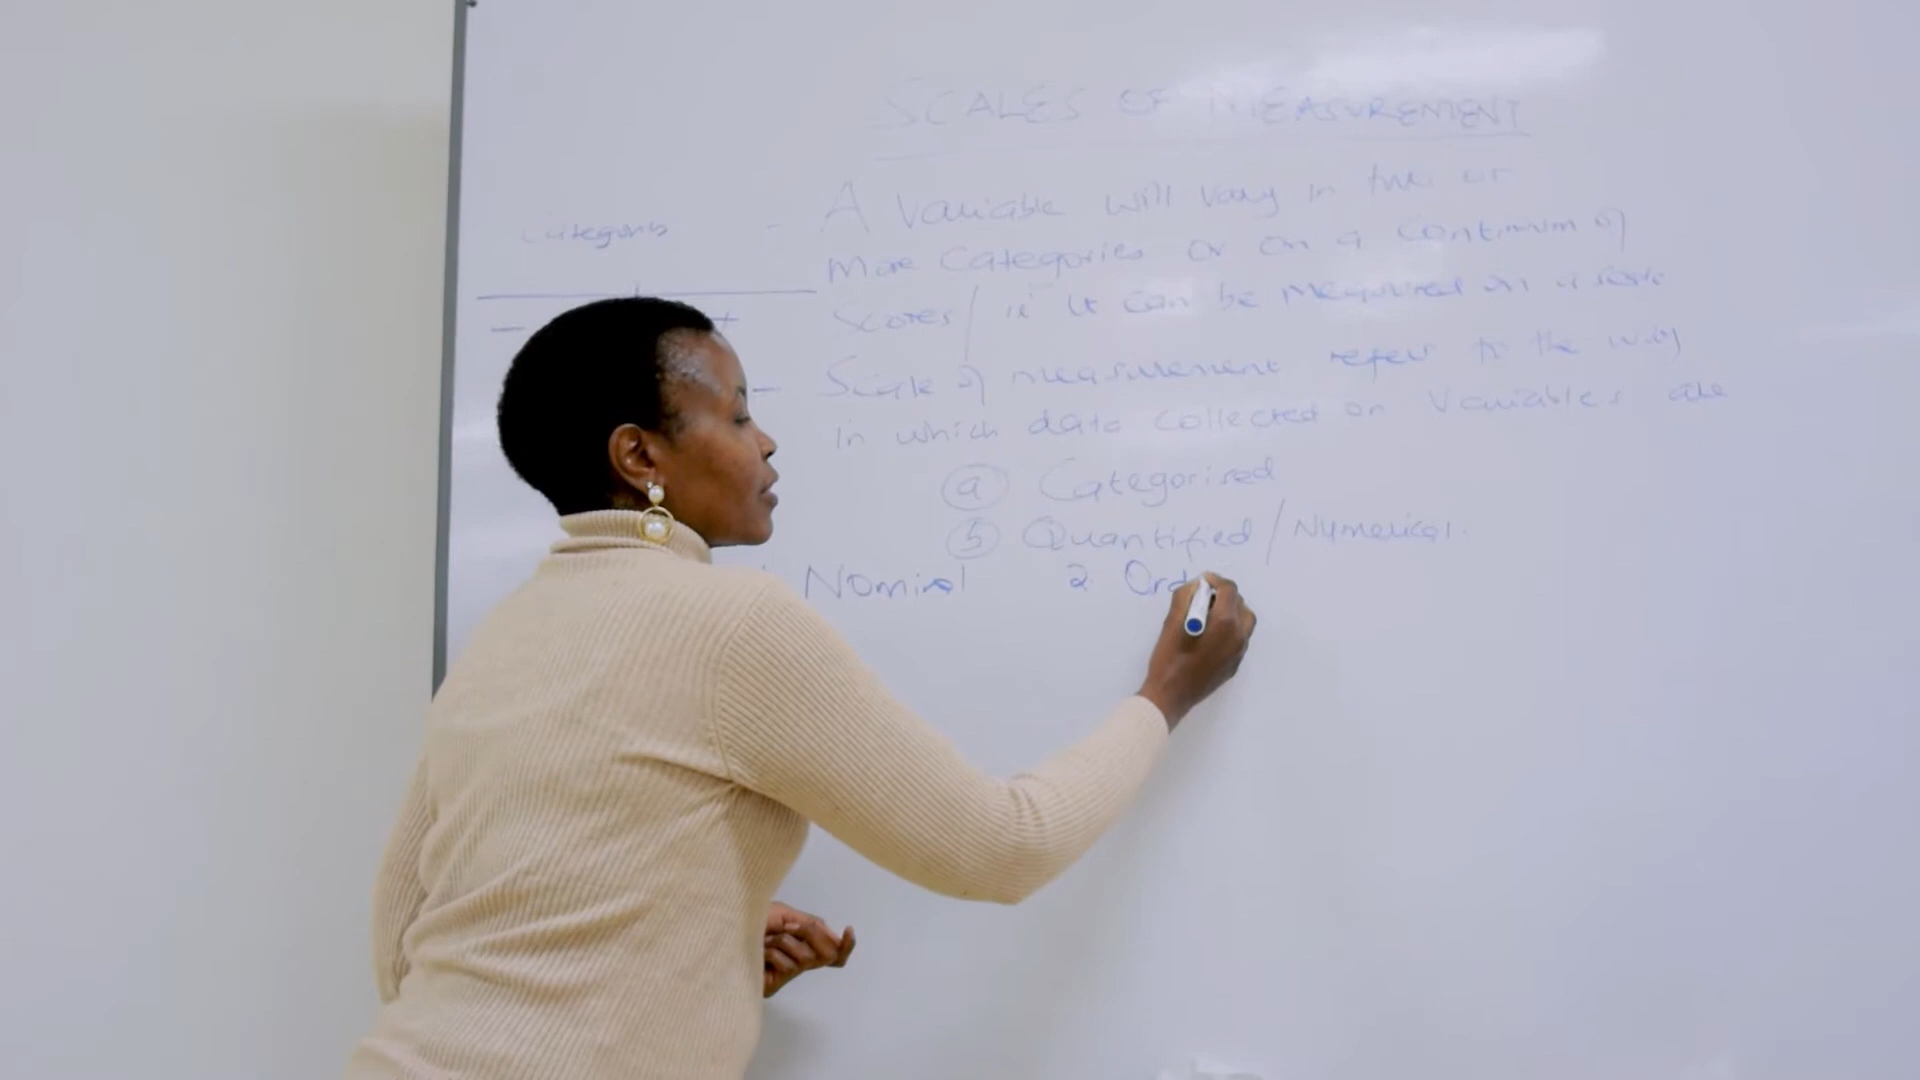 SCALES OF MEASUREMENT
Categories
- A Variable will vary in two or
more Categories or on a continuum of
Scores / ie it can be measured on a scale
- Scale of measurement refers to the way
in which data collected on Variables are
(a) Categorised
(b) Quantified / Numerical.
Nominal 2. Ord
- +